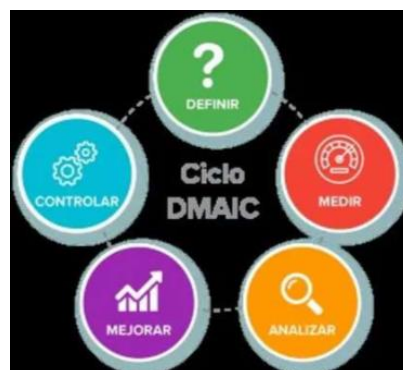 ?
DEFINIR
CONTROLAR
Ciclo
DMAIC
MEDIR
MEJORAR
ANALIZAR